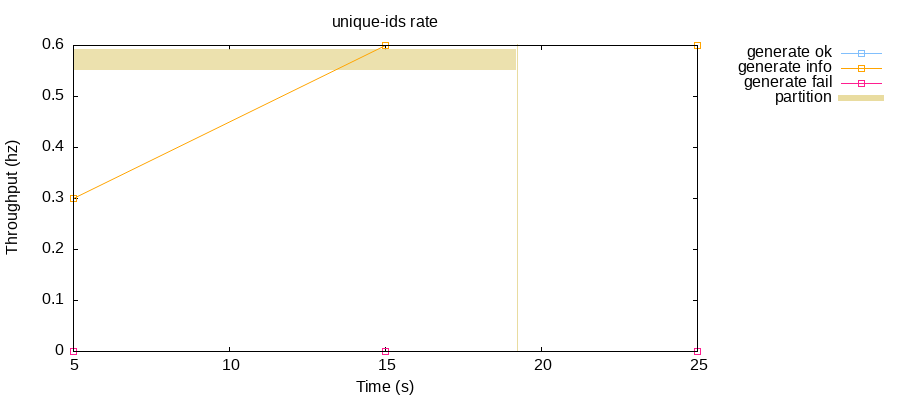 unique-ids rate
generate ok
generate info
generate fail
partition
Throughput (hz)
0.6
0.5
0.4
0.3
0.2
0.1
0
5 10 15 20 25
Time (s)